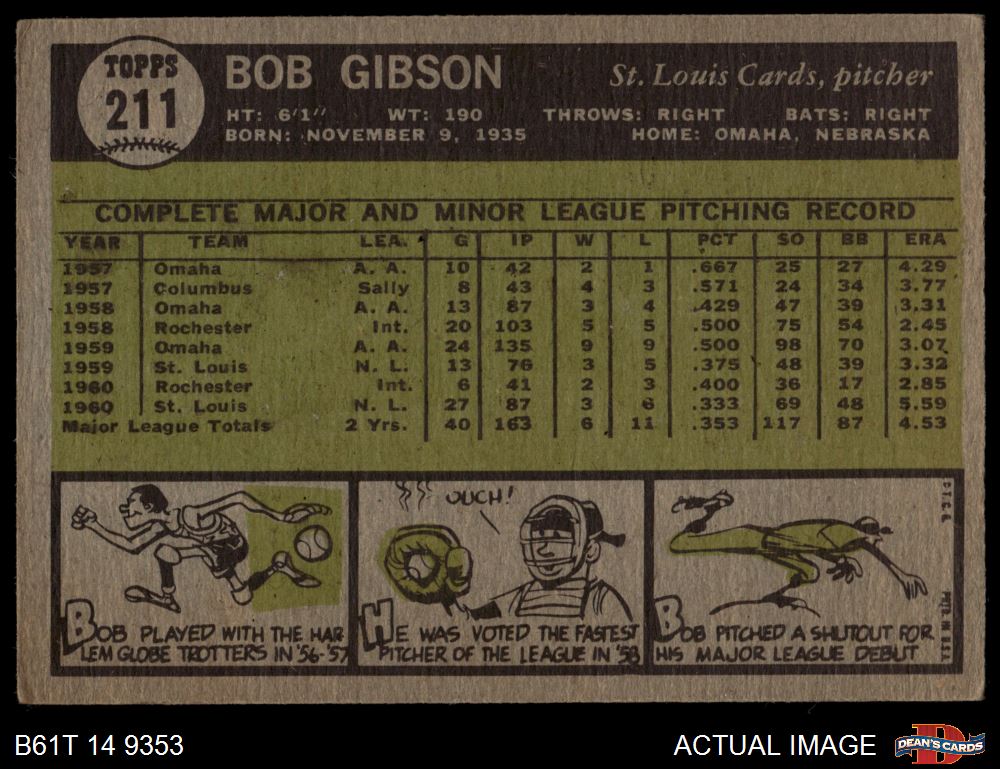 TOPPS
211
BOB GIBSON
St. Louis Cards, pitcher
HT: 6'1" WT: 190 THROWS: RIGHT BATS: RIGHT
BORN: NOVEMBER 9, 1935 HOME: OMAHA, NEBRASKA
COMPLETE MAJOR AND MINOR LEAGUE PITCHING RECORD
YEAR TEAM LEA. G IP W L PCT SO BB ERA
1957 Omaha A. A. 10 42 2 1 .667 25 27 4.29
1957 Columbus Sally 8 43 4 3 .571 24 34 3.77
1958 Omaha A. A. 13 87 3 4 .429 47 39 3.31
1958 Rochester Int. 20 103 5 5 .500 75 54 2.45
1959 Omaha A. A. 24 135 9 9 .500 98 70 3.07
1959 St. Louis N. L. 13 76 3 5 .375 48 39 3.32
1960 Rochester Int. 6 41 2 3 .400 36 17 2.85
1960 St. Louis N. L. 27 87 3 6 .333 69 48 5.59
Major League Totals 2 Yrs. 40 163 6 11 .353 117 87 4.53
BOB PLAYED WITH THE HAR
LEM GLOBE TROTTERS IN '56-'57
OUCH!
HE WAS VOTED THE FASTEST
PITCHER OF THE LEAGUE IN '58
BOB PITCHED A SHUTOUT FOR
HIS MAJOR LEAGUE DEBUT
©T.C.G.
PTD. IN U.S.A.
B61T 14 9353
ACTUAL IMAGE
DEAN'S CARDS